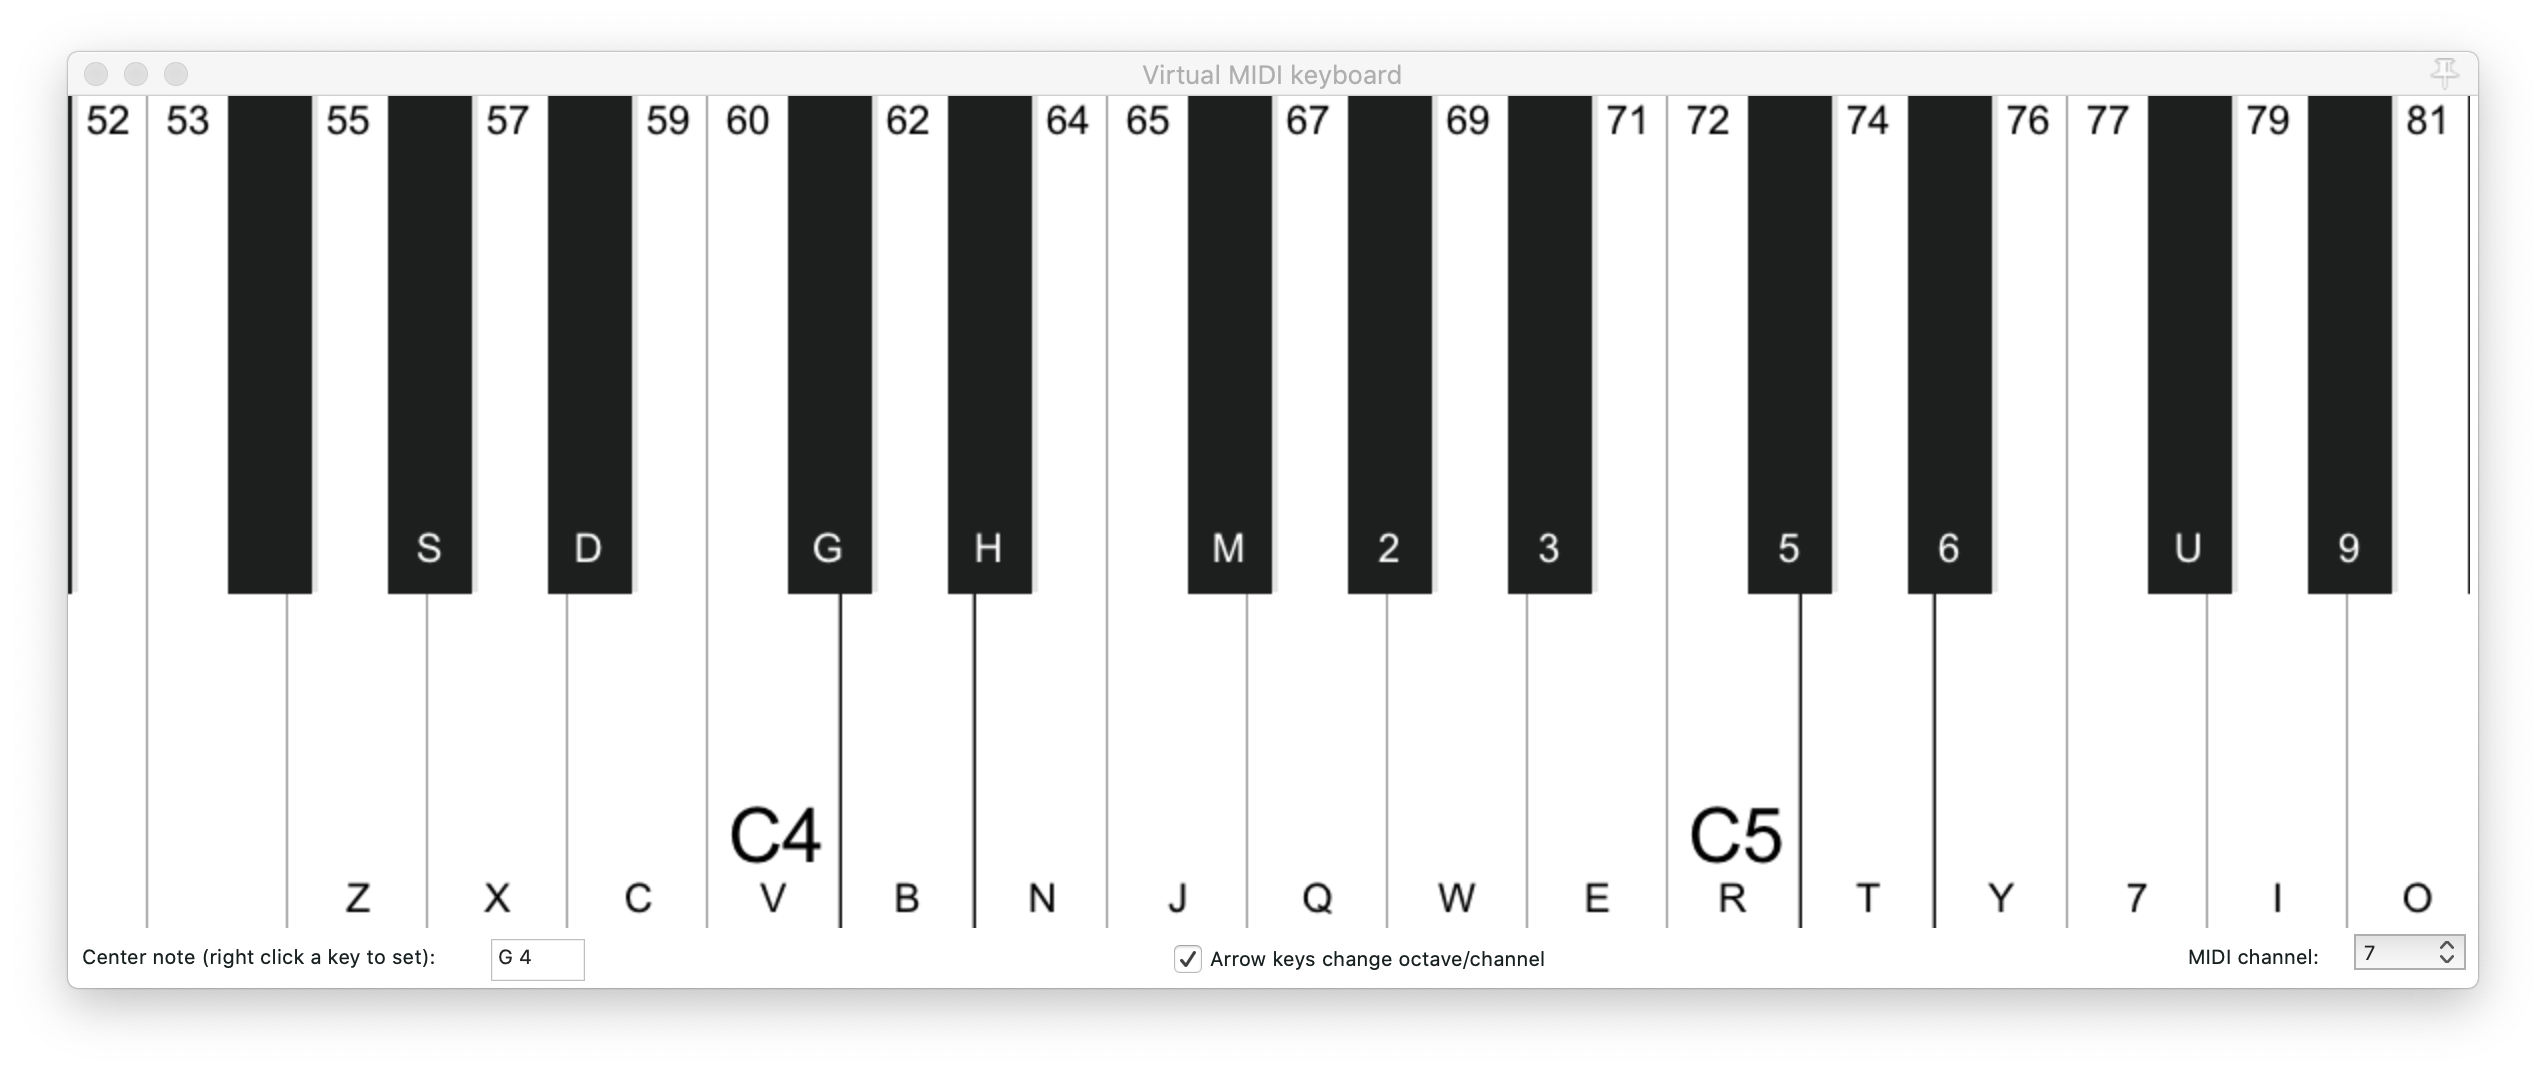 Virtual MIDI keyboard
52 53 55 57 59 60 62 64 65 67 69 71 72 74 76 77 79 81
S D G H M 2 3 5 6 U 9
C4 C5
Z X C V B N J Q W E R T Y 7 I O
Center note (right click a key to set): G 4 Arrow keys change octave/channel MIDI channel: 7